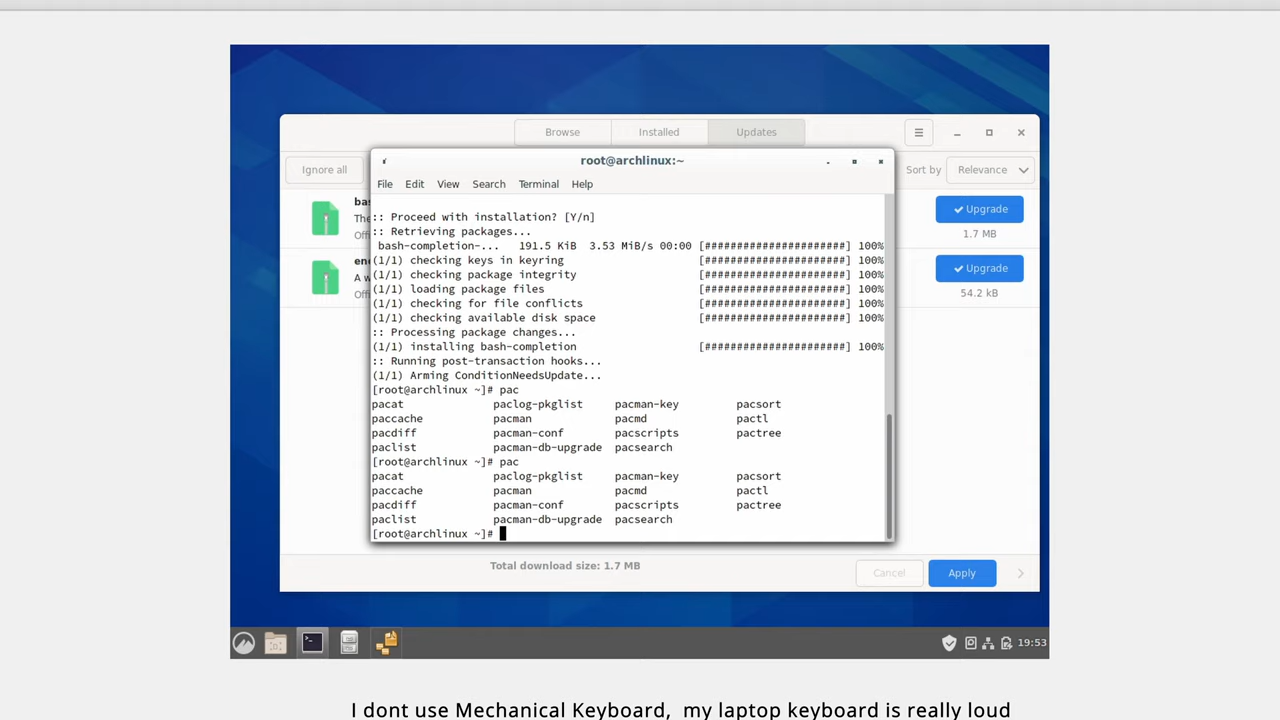 Browse Installed Updates
root@archlinux:~
Ignore all
Sort by Relevance
File Edit View Search Terminal Help
bas
The
Offi
Upgrade
1.7 MB
end
A w
Offi
Upgrade
54.2 kB
:: Proceed with installation? [Y/n]
:: Retrieving packages...
bash-completion-... 191.5 KiB 3.53 MiB/s 00:00 [######################] 100%
(1/1) checking keys in keyring [######################] 100%
(1/1) checking package integrity [######################] 100%
(1/1) loading package files [######################] 100%
(1/1) checking for file conflicts [######################] 100%
(1/1) checking available disk space [######################] 100%
:: Processing package changes...
(1/1) installing bash-completion [######################] 100%
:: Running post-transaction hooks...
(1/1) Arming ConditionNeedsUpdate...
[root@archlinux ~]# pac
pacat paclog-pkglist pacman-key pacsort
paccache pacman pacmd pactl
pacdiff pacman-conf pacscripts pactree
paclist pacman-db-upgrade pacsearch
[root@archlinux ~]# pac
pacat paclog-pkglist pacman-key pacsort
paccache pacman pacmd pactl
pacdiff pacman-conf pacscripts pactree
paclist pacman-db-upgrade pacsearch
[root@archlinux ~]#
Total download size: 1.7 MB
Cancel Apply
19:53
I dont use Mechanical Keyboard, my laptop keyboard is really loud